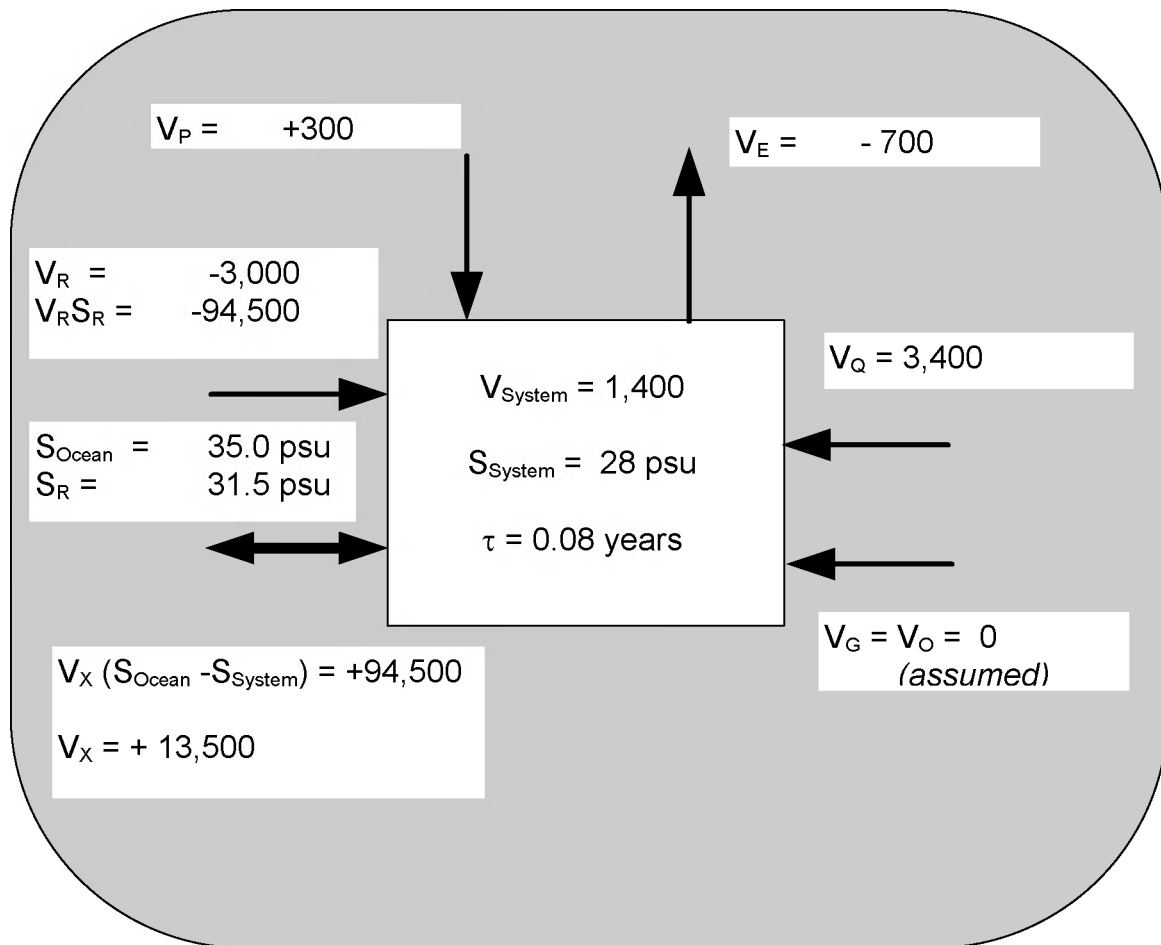 V_P = +300
V_E = - 700
V_R = -3,000
V_RS_R = -94,500
V_System = 1,400
V_Q = 3,400
S_Ocean = 35.0 psu
S_System = 28 psu
S_R = 31.5 psu
τ = 0.08 years
V_G = V_O = 0
(assumed)
V_X (S_Ocean -S_System) = +94,500
V_X = + 13,500